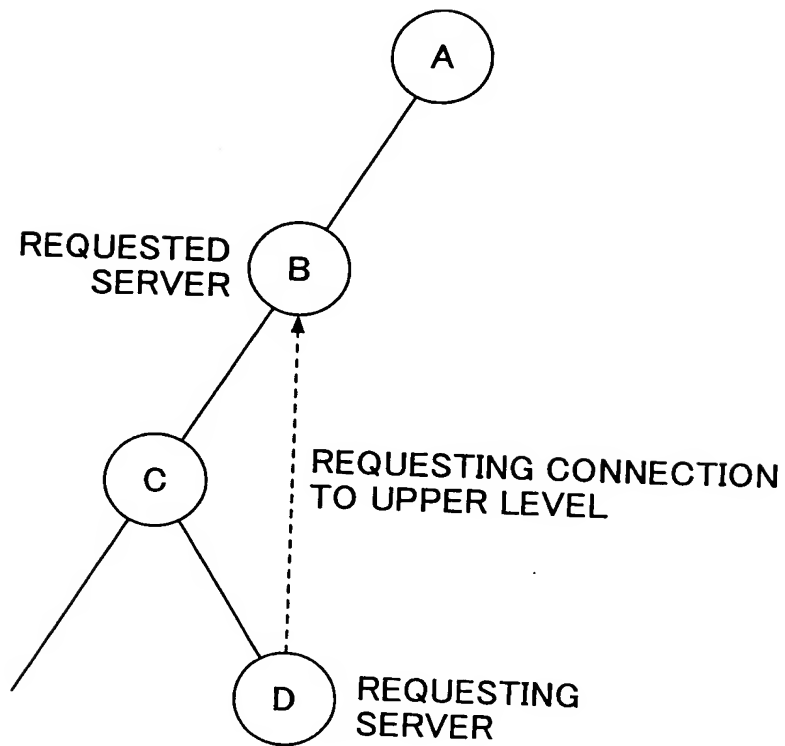 A
REQUESTED
SERVER
B
C
REQUESTING CONNECTION
TO UPPER LEVEL
D
REQUESTING
SERVER